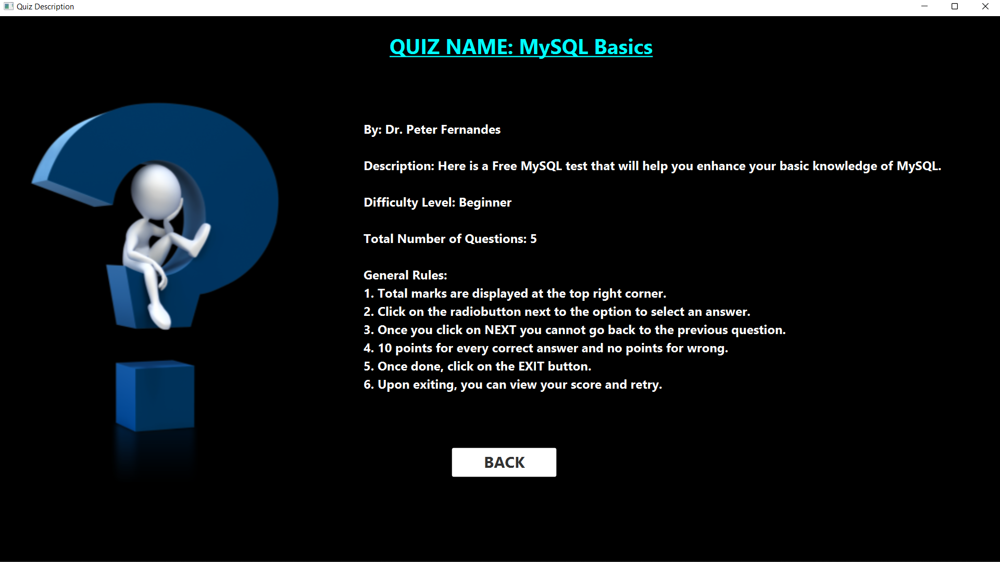 Quiz Description
QUIZ NAME: MySQL Basics
By: Dr. Peter Fernandes
Description: Here is a Free MySQL test that will help you enhance your basic knowledge of MySQL.
Difficulty Level: Beginner
Total Number of Questions: 5
General Rules:
1. Total marks are displayed at the top right corner.
2. Click on the radiobutton next to the option to select an answer.
3. Once you click on NEXT you cannot go back to the previous question.
4. 10 points for every correct answer and no points for wrong.
5. Once done, click on the EXIT button.
6. Upon exiting, you can view your score and retry.
BACK